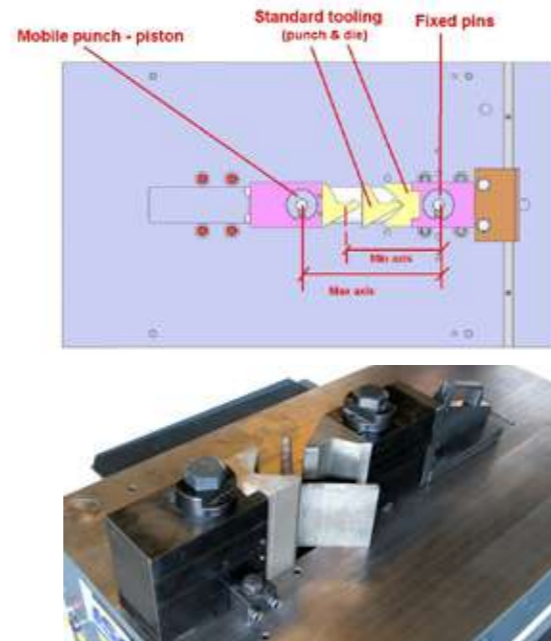 Standard tooling
(punch & die)
Fixed pins
Mobile punch - piston
Min axis
Max axis